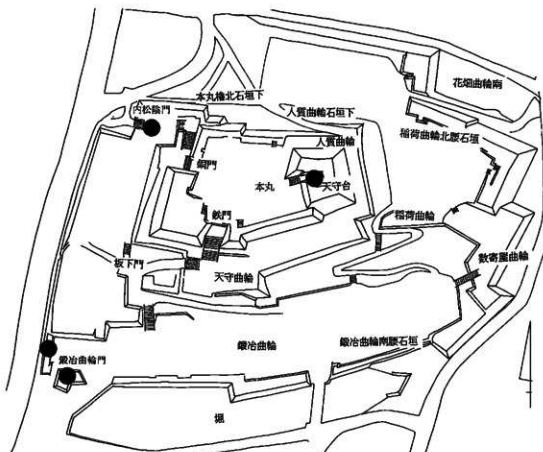 花畑曲輪南
本丸櫓北石垣下
内松陰門
人質曲輪石垣下
稲荷曲輪北腰石垣
人質曲輪
銅門
本丸
天守台
鉄門
稲荷曲輪
数寄屋曲輪
坂下門
天守曲輪
鍛冶曲輪
鍛冶曲輪南腰石垣
鍛冶曲輪門
堀